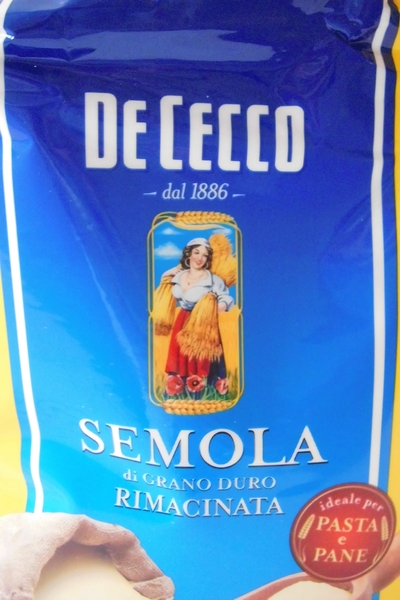 DE CECCO
dal 1886
SEMOLA
di GRANO DURO
RIMACINATA
ideale per
PASTA
e
PANE